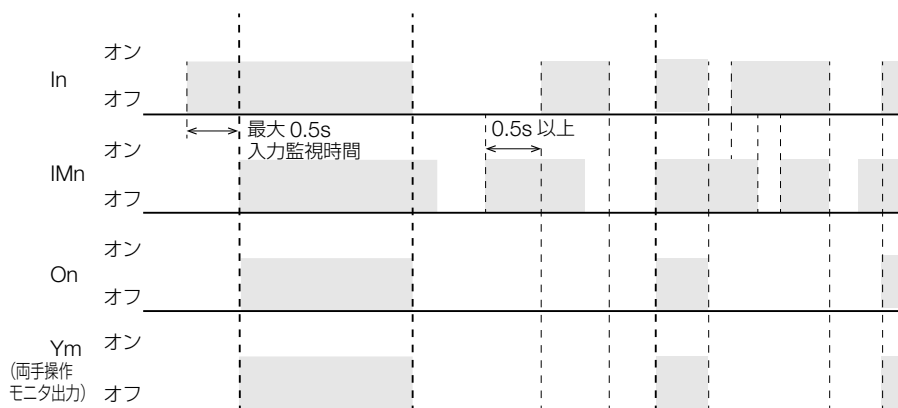 オン
In
オフ
最大 0.5s
入力監視時間
0.5s 以上
オン
IMn
オフ
オン
On
オフ
オン
Ym
(両手操作
モニタ出力)
オフ